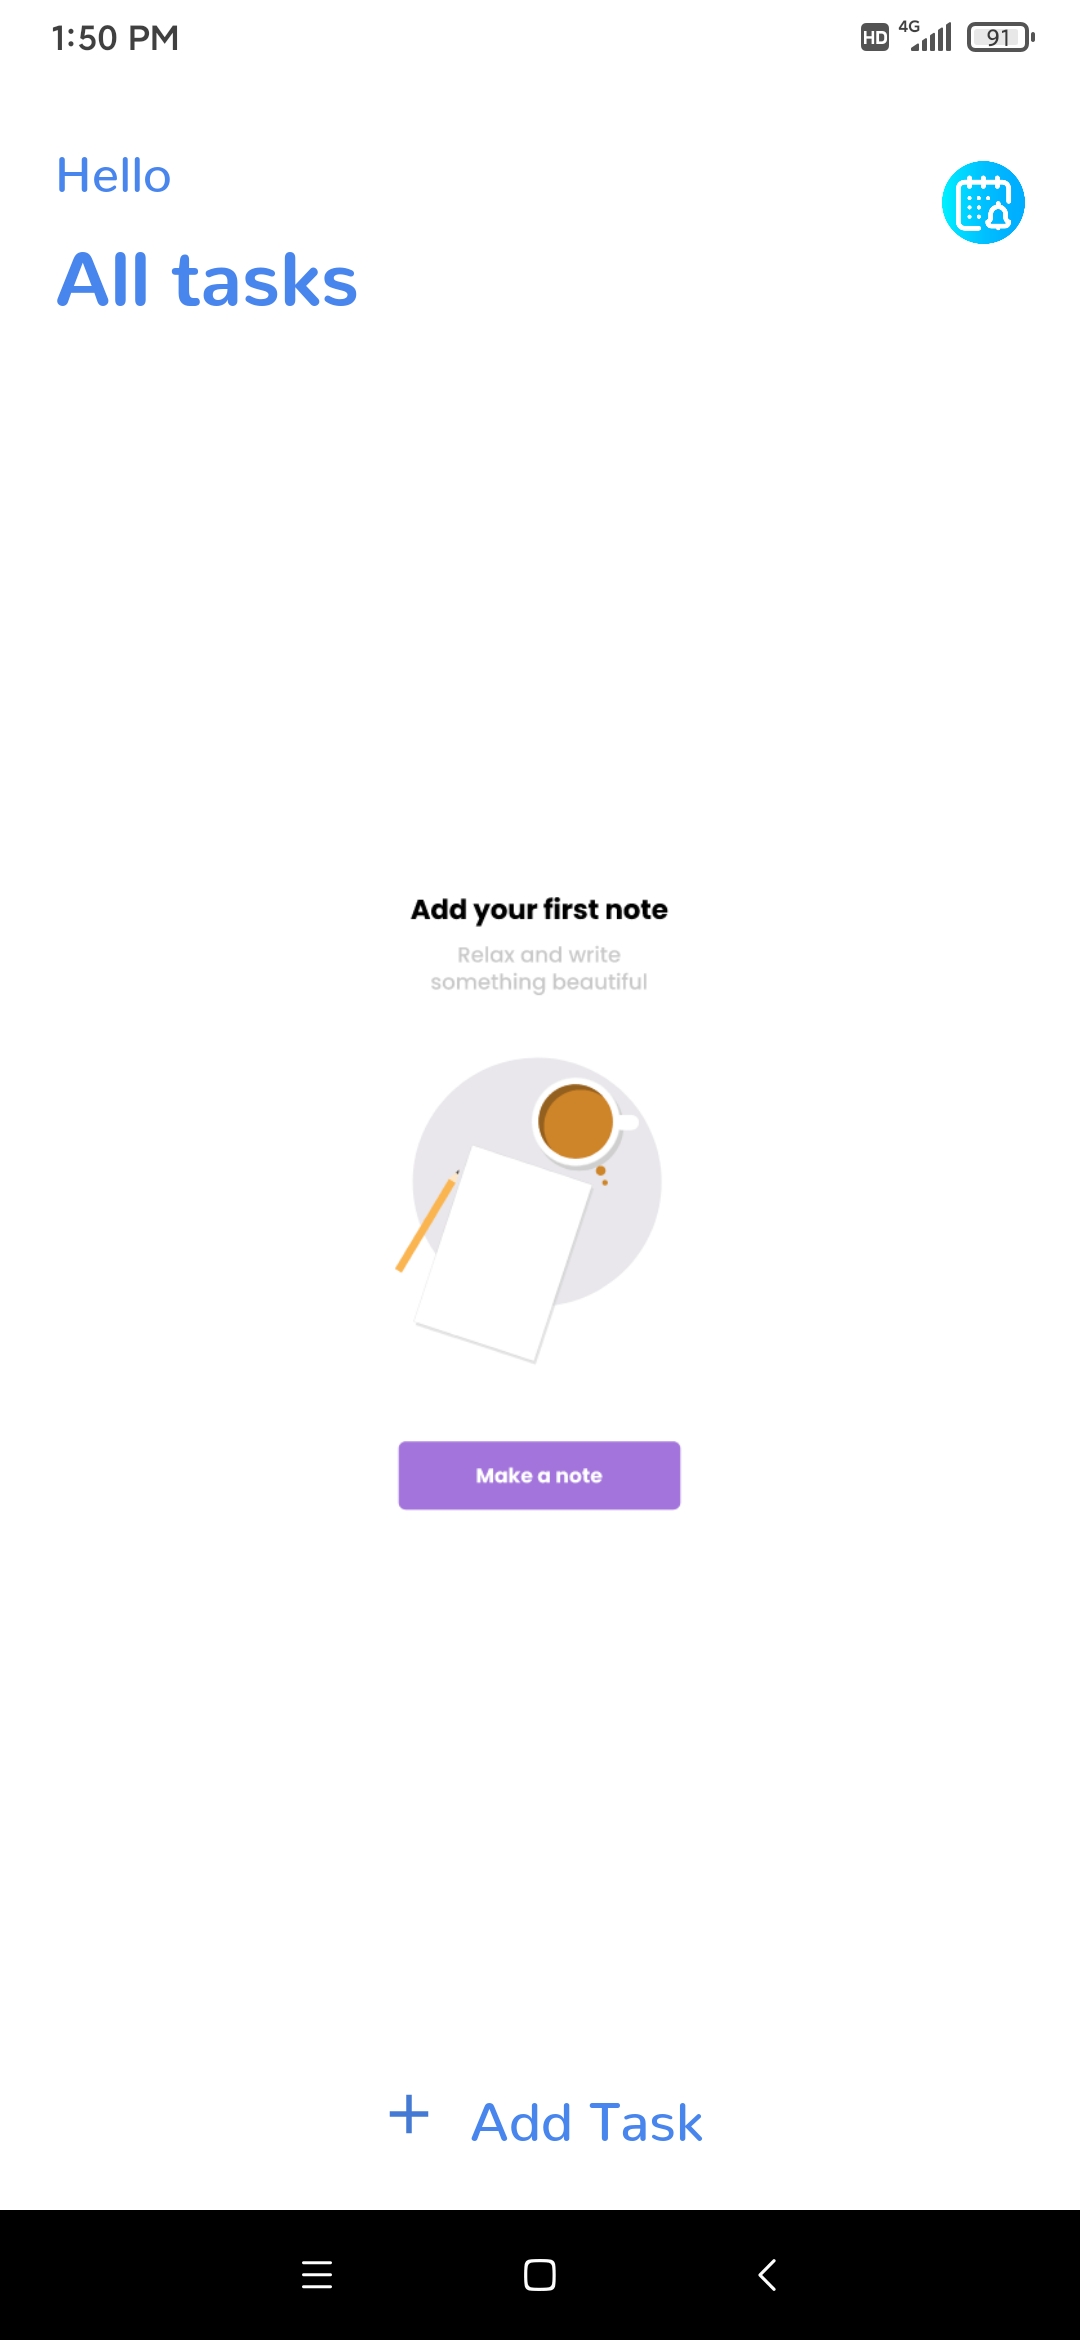 1:50 PM
HD 4G 91
Hello
All tasks
Add your first note
Relax and write
something beautiful
Make a note
+ Add Task